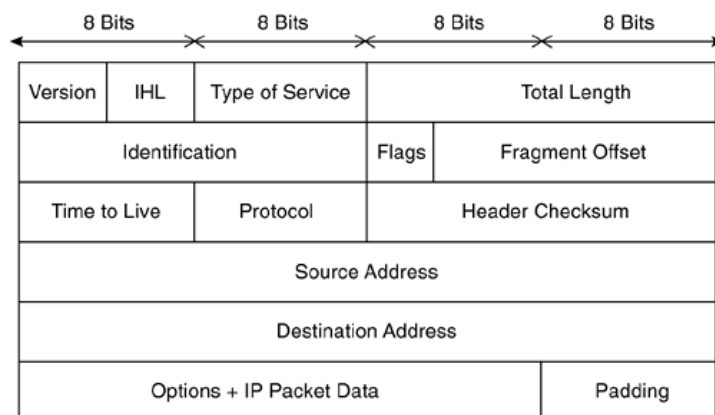 8 Bits 8 Bits 8 Bits 8 Bits
Version IHL Type of Service Total Length
Identification Flags Fragment Offset
Time to Live Protocol Header Checksum
Source Address
Destination Address
Options + IP Packet Data Padding